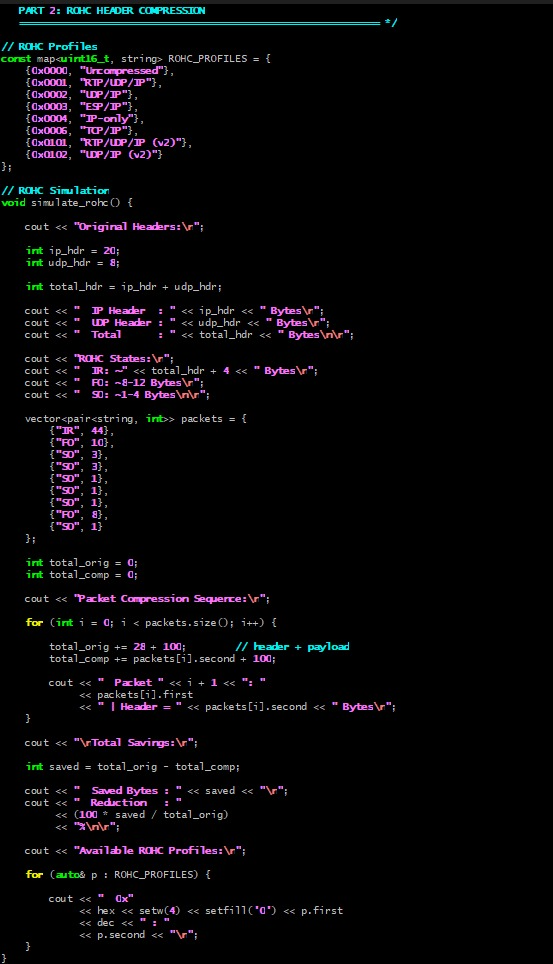 PART 2: ROHC HEADER COMPRESSION
============================================================ */
// ROHC Profiles
const map<uint16_t, string> ROHC_PROFILES = {
{0x0000, "Uncompressed"},
{0x0001, "RTP/UDP/IP"},
{0x0002, "UDP/IP"},
{0x0003, "ESP/IP"},
{0x0004, "IP-only"},
{0x0006, "TCP/IP"},
{0x0101, "RTP/UDP/IP (v2)"},
{0x0102, "UDP/IP (v2)"}
};
// ROHC Simulation
void simulate_rohc() {
cout << "Original Headers:\n";
int ip_hdr = 20;
int udp_hdr = 8;
int total_hdr = ip_hdr + udp_hdr;
cout << "  IP Header  : " << ip_hdr << " Bytes\n";
cout << "  UDP Header : " << udp_hdr << " Bytes\n";
cout << "  Total      : " << total_hdr << " Bytes\n\n";
cout << "ROHC States:\n";
cout << "  IR: ~" << total_hdr + 4 << " Bytes\n";
cout << "  FO: ~8-12 Bytes\n";
cout << "  SO: ~1-4 Bytes\n\n";
vector<pair<string, int>> packets = {
{"IR", 44},
{"FO", 10},
{"SO", 3},
{"SO", 3},
{"SO", 1},
{"SO", 1},
{"SO", 1},
{"FO", 8},
{"SO", 1}
};
int total_orig = 0;
int total_comp = 0;
cout << "Packet Compression Sequence:\n";
for (int i = 0; i < packets.size(); i++) {
total_orig += 28 + 100;        // header + payload
total_comp += packets[i].second + 100;
cout << "  Packet " << i + 1 << ": "
<< packets[i].first
<< " | Header = " << packets[i].second << " Bytes\n";
}
cout << "\nTotal Savings:\n";
int saved = total_orig - total_comp;
cout << "  Saved Bytes : " << saved << "\n";
cout << "  Reduction   : "
<< (100 * saved / total_orig)
<< "%\n\n";
cout << "Available ROHC Profiles:\n";
for (auto& p : ROHC_PROFILES) {
cout << "  0x"
<< hex << setw(4) << setfill('0') << p.first
<< dec << " : "
<< p.second << "\n";
}
}